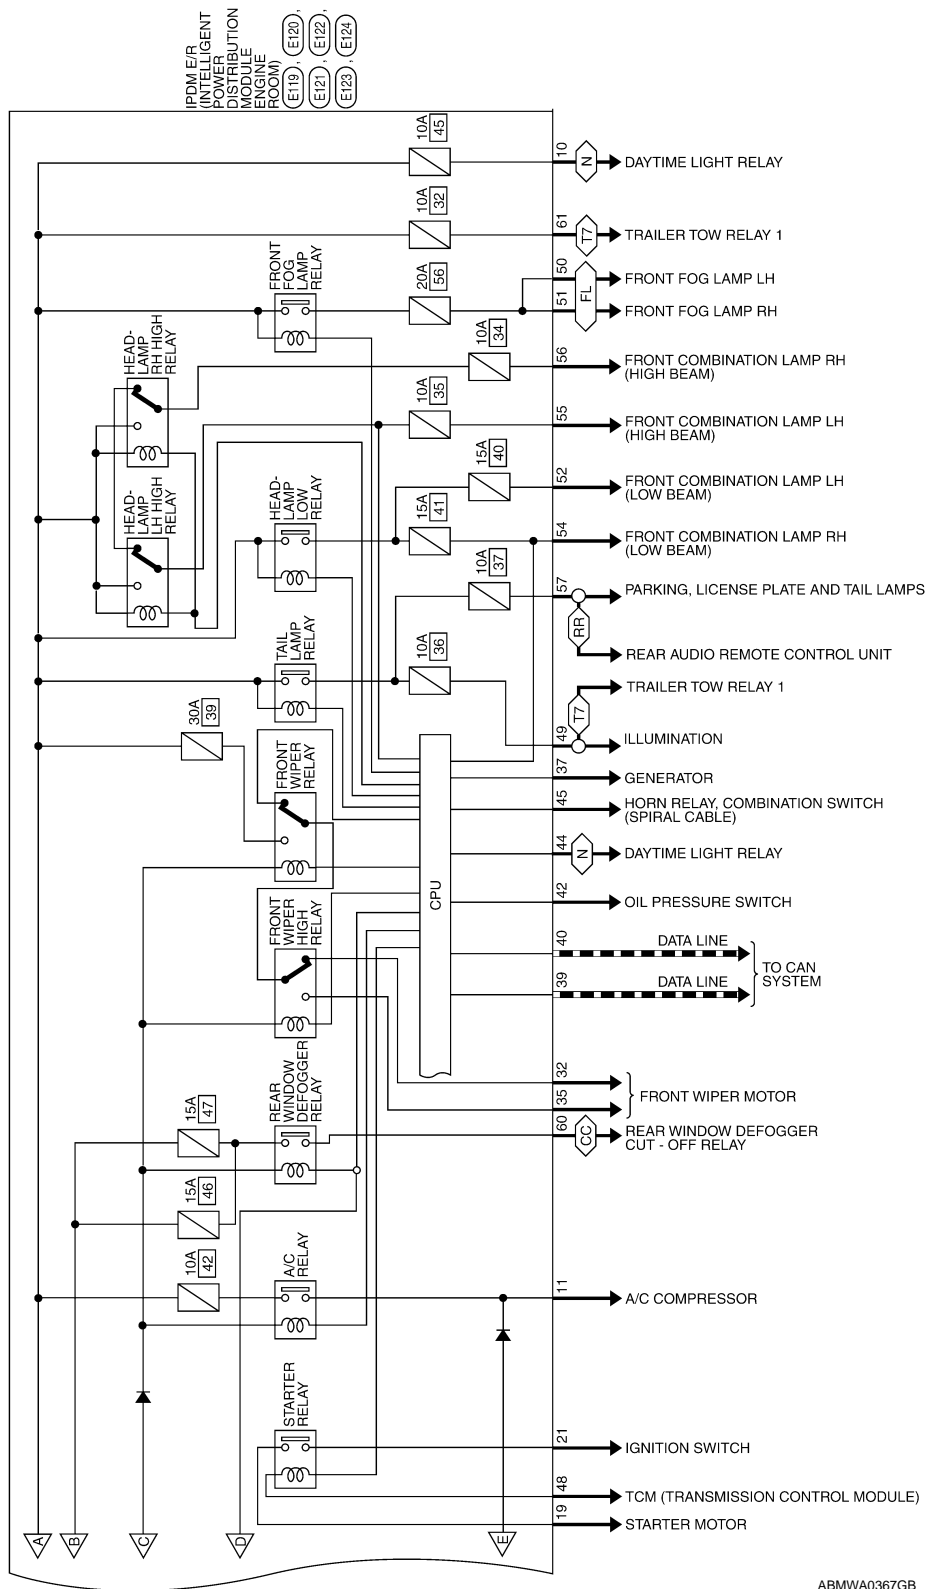 IPDM E/R
(INTELLIGENT
POWER
DISTRIBUTION
MODULE
ENGINE
ROOM)
E119 , E120 ,
E121 , E122 ,
E123 , E124
10A
45
10
N
DAYTIME LIGHT RELAY
10A
32
61
T7
TRAILER TOW RELAY 1
FRONT
FOG
LAMP
RELAY
20A
56
50
FRONT FOG LAMP LH
51
FL
FRONT FOG LAMP RH
HEAD-
LAMP
RH HIGH
RELAY
10A
34
56
FRONT COMBINATION LAMP RH
(HIGH BEAM)
10A
35
55
FRONT COMBINATION LAMP LH
(HIGH BEAM)
HEAD-
LAMP
LH HIGH
RELAY
HEAD-
LAMP
LOW
RELAY
15A
40
52
FRONT COMBINATION LAMP LH
(LOW BEAM)
15A
41
54
FRONT COMBINATION LAMP RH
(LOW BEAM)
10A
37
57
PARKING, LICENSE PLATE AND TAIL LAMPS
RR
REAR AUDIO REMOTE CONTROL UNIT
TAIL
LAMP
RELAY
10A
36
TRAILER TOW RELAY 1
T7
49
ILLUMINATION
30A
39
FRONT
WIPER
RELAY
37
GENERATOR
45
HORN RELAY, COMBINATION SWITCH
(SPIRAL CABLE)
44
N
DAYTIME LIGHT RELAY
CPU
42
OIL PRESSURE SWITCH
FRONT
WIPER
HIGH
RELAY
40
DATA LINE
39
DATA LINE
TO CAN
SYSTEM
32
35
FRONT WIPER MOTOR
REAR
WINDOW
DEFOGGER
RELAY
15A
47
60
CC
REAR WINDOW DEFOGGER
CUT - OFF RELAY
15A
46
10A
42
A/C
RELAY
11
A/C COMPRESSOR
STARTER
RELAY
21
IGNITION SWITCH
48
TCM (TRANSMISSION CONTROL MODULE)
19
STARTER MOTOR
A
B
C
D
E
ABMWA0367GB